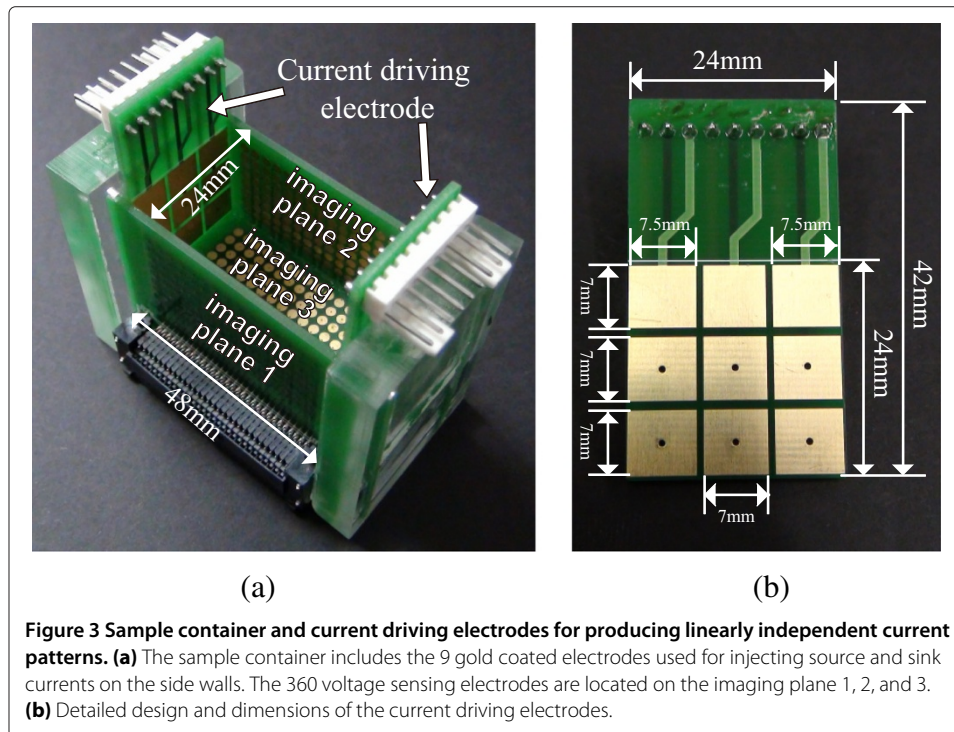 Current driving
electrode
24mm
imaging
plane 2
imaging
plane 3
imaging
plane 1
48mm
(a)
24mm
7.5mm
7.5mm
7mm
7mm
7mm
7mm
24mm
42mm
(b)
Figure 3 Sample container and current driving electrodes for producing linearly independent current
patterns. (a) The sample container includes the 9 gold coated electrodes used for injecting source and sink
currents on the side walls. The 360 voltage sensing electrodes are located on the imaging plane 1, 2, and 3.
(b) Detailed design and dimensions of the current driving electrodes.